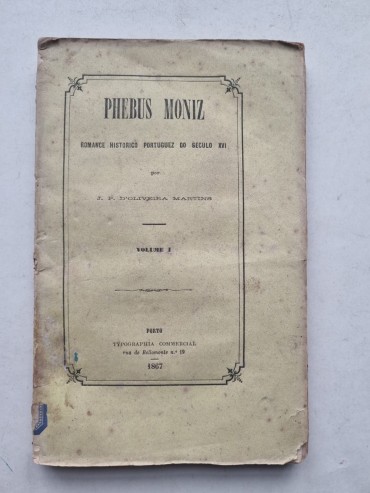 PHEBUS MONIZ
ROMANCE HISTORICO PORTUGUEZ DO SECULO XVI
por
J. P. D'OLIVEIRA MARTINS
VOLUME I
PORTO
TYPOGRAPHIA COMMERCIAL
rua de Bellomonte n.º 19
1867